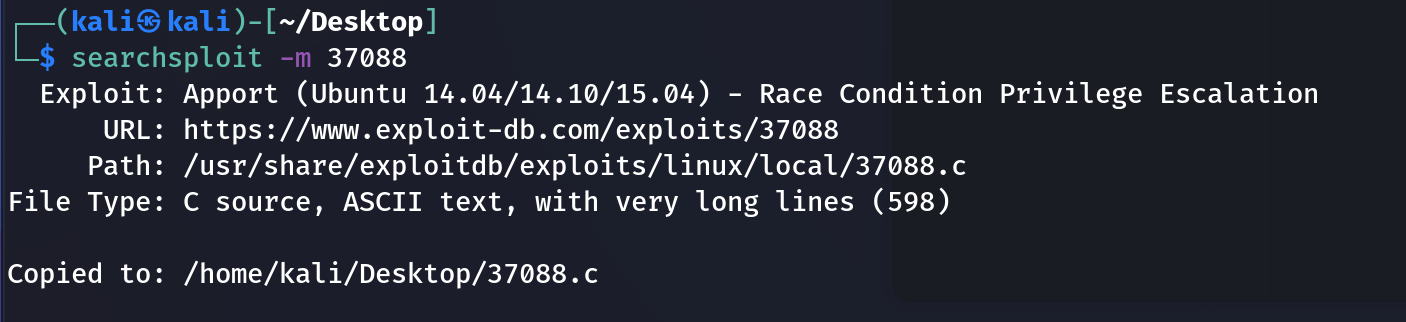 ┌──(kali㉿kali)-[~/Desktop]
└─$ searchsploit -m 37088
  Exploit: Apport (Ubuntu 14.04/14.10/15.04) - Race Condition Privilege Escalation
      URL: https://www.exploit-db.com/exploits/37088
     Path: /usr/share/exploitdb/exploits/linux/local/37088.c
File Type: C source, ASCII text, with very long lines (598)

Copied to: /home/kali/Desktop/37088.c